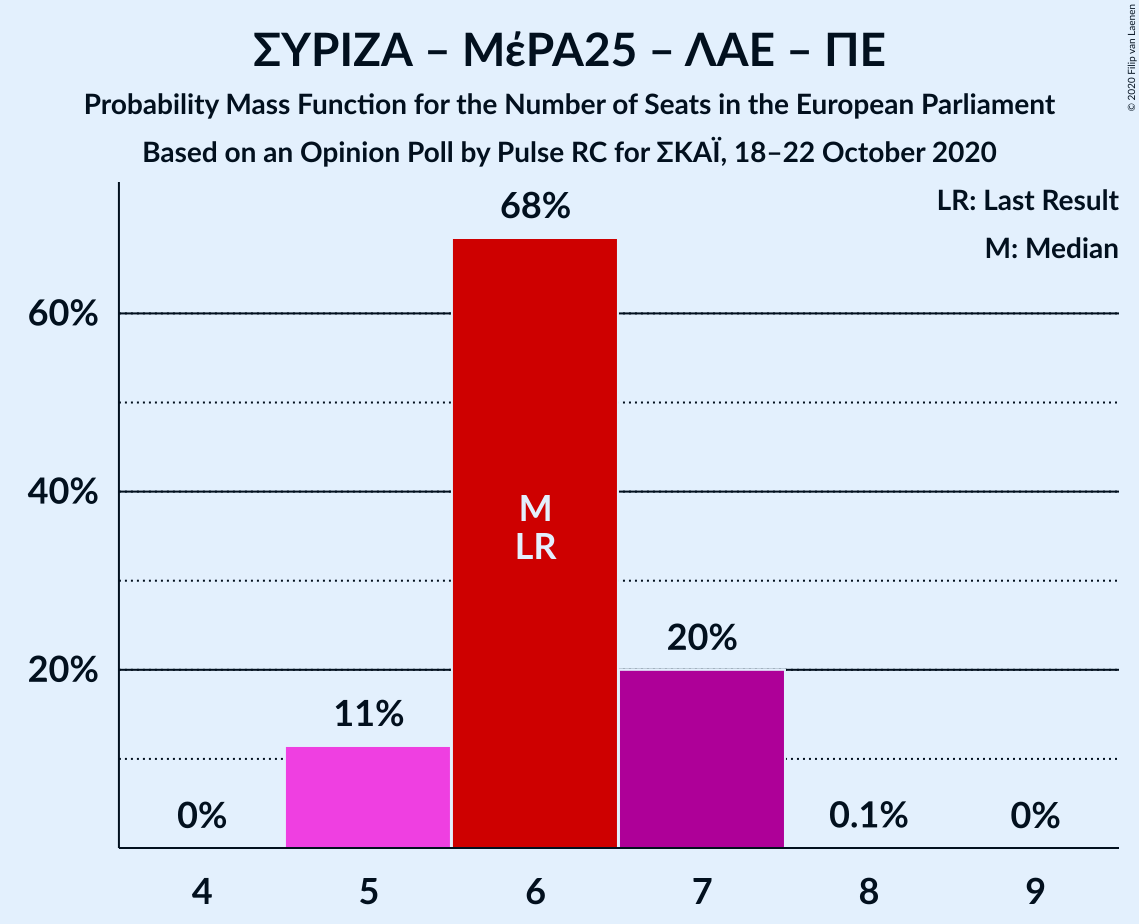 ΣΥΡΙΖΑ – ΜέΡΑ25 – ΛΑΕ – ΠΕ
Probability Mass Function for the Number of Seats in the European Parliament
Based on an Opinion Poll by Pulse RC for ΣΚΑΪ, 18–22 October 2020
© 2020 Filip van Laenen
LR: Last Result
M: Median
68%
60%
40%
M
LR
20%
20%
11%
0%
0.1%
0%
4
5
6
7
8
9